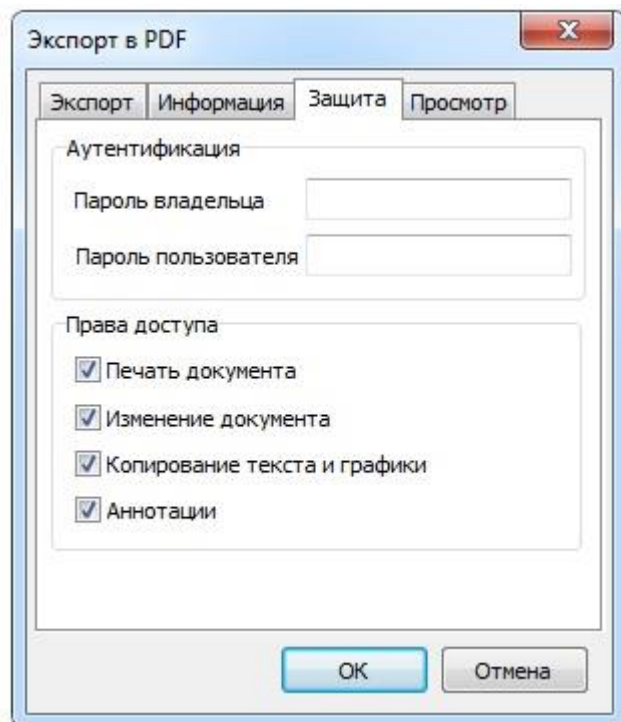 Экспорт в PDF
Экспорт Информация Защита Просмотр
Аутентификация
Пароль владельца
Пароль пользователя
Права доступа
Печать документа
Изменение документа
Копирование текста и графики
Аннотации
OK Отмена